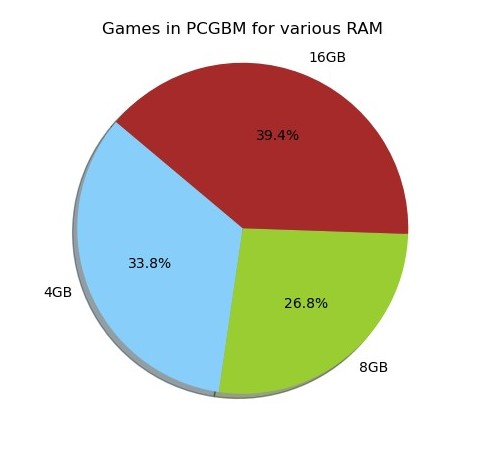 Games in PCGBM for various RAM
16GB
39.4%
33.8%
4GB
26.8%
8GB